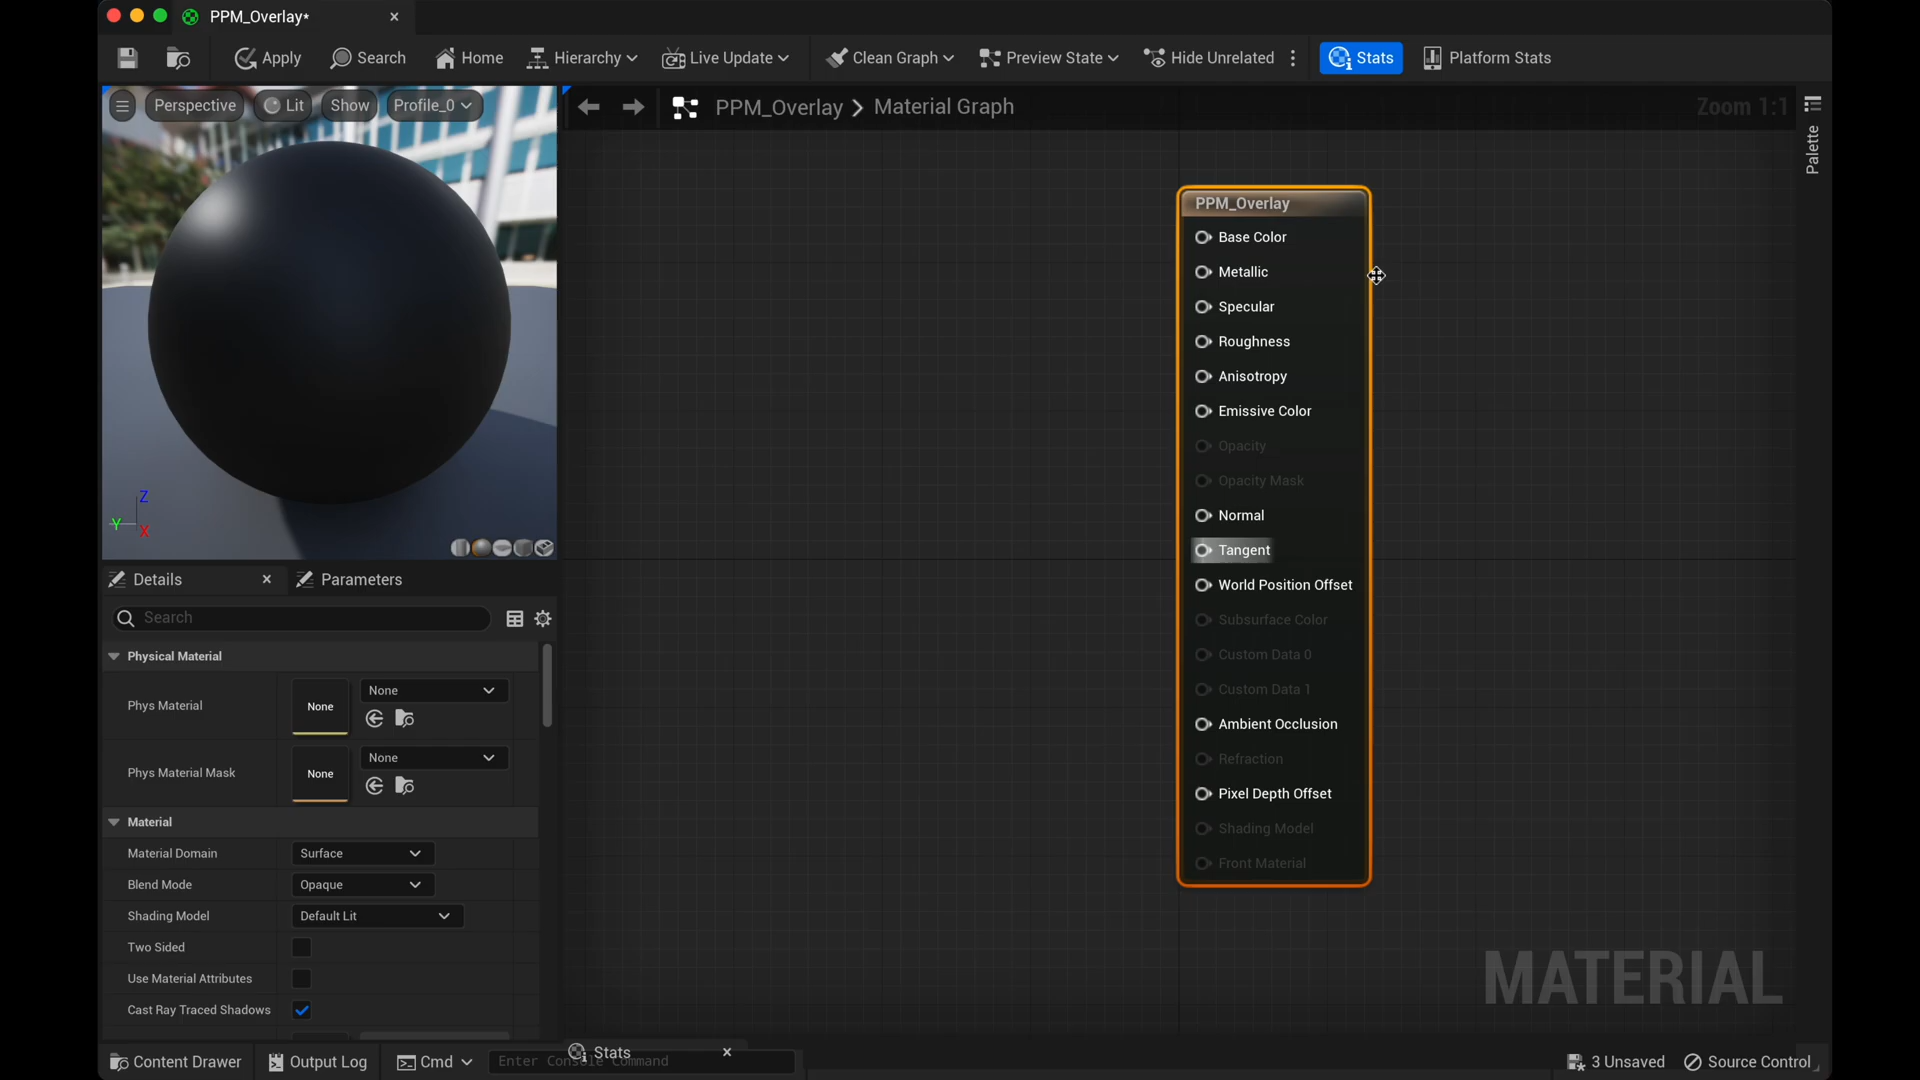 PPM_Overlay*
Apply
Search
Home
Hierarchy
Live Update
Clean Graph
Preview State
Hide Unrelated
Stats
Platform Stats
Perspective
Lit
Show
Profile_0
PPM_Overlay
Material Graph
Zoom 1:1
Palette
PPM_Overlay
Base Color
Metallic
Specular
Roughness
Anisotropy
Emissive Color
Opacity
Opacity Mask
Normal
Tangent
World Position Offset
Subsurface Color
Custom Data 0
Custom Data 1
Ambient Occlusion
Refraction
Pixel Depth Offset
Shading Model
Front Material
Z
Y
X
Details
Parameters
Search
Physical Material
Phys Material
None
None
Phys Material Mask
None
None
Material
Material Domain
Surface
Blend Mode
Opaque
Shading Model
Default Lit
Two Sided
Use Material Attributes
Cast Ray Traced Shadows
MATERIAL
Stats
Content Drawer
Output Log
Cmd
Enter Console Command
3 Unsaved
Source Control